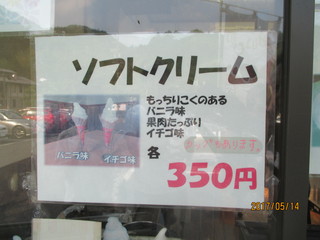 ソフトクリーム
もっちりこくのある
バニラ味
果肉たっぷり
イチゴ味
バニラ味
イチゴ味
各
350円
2017/05/14